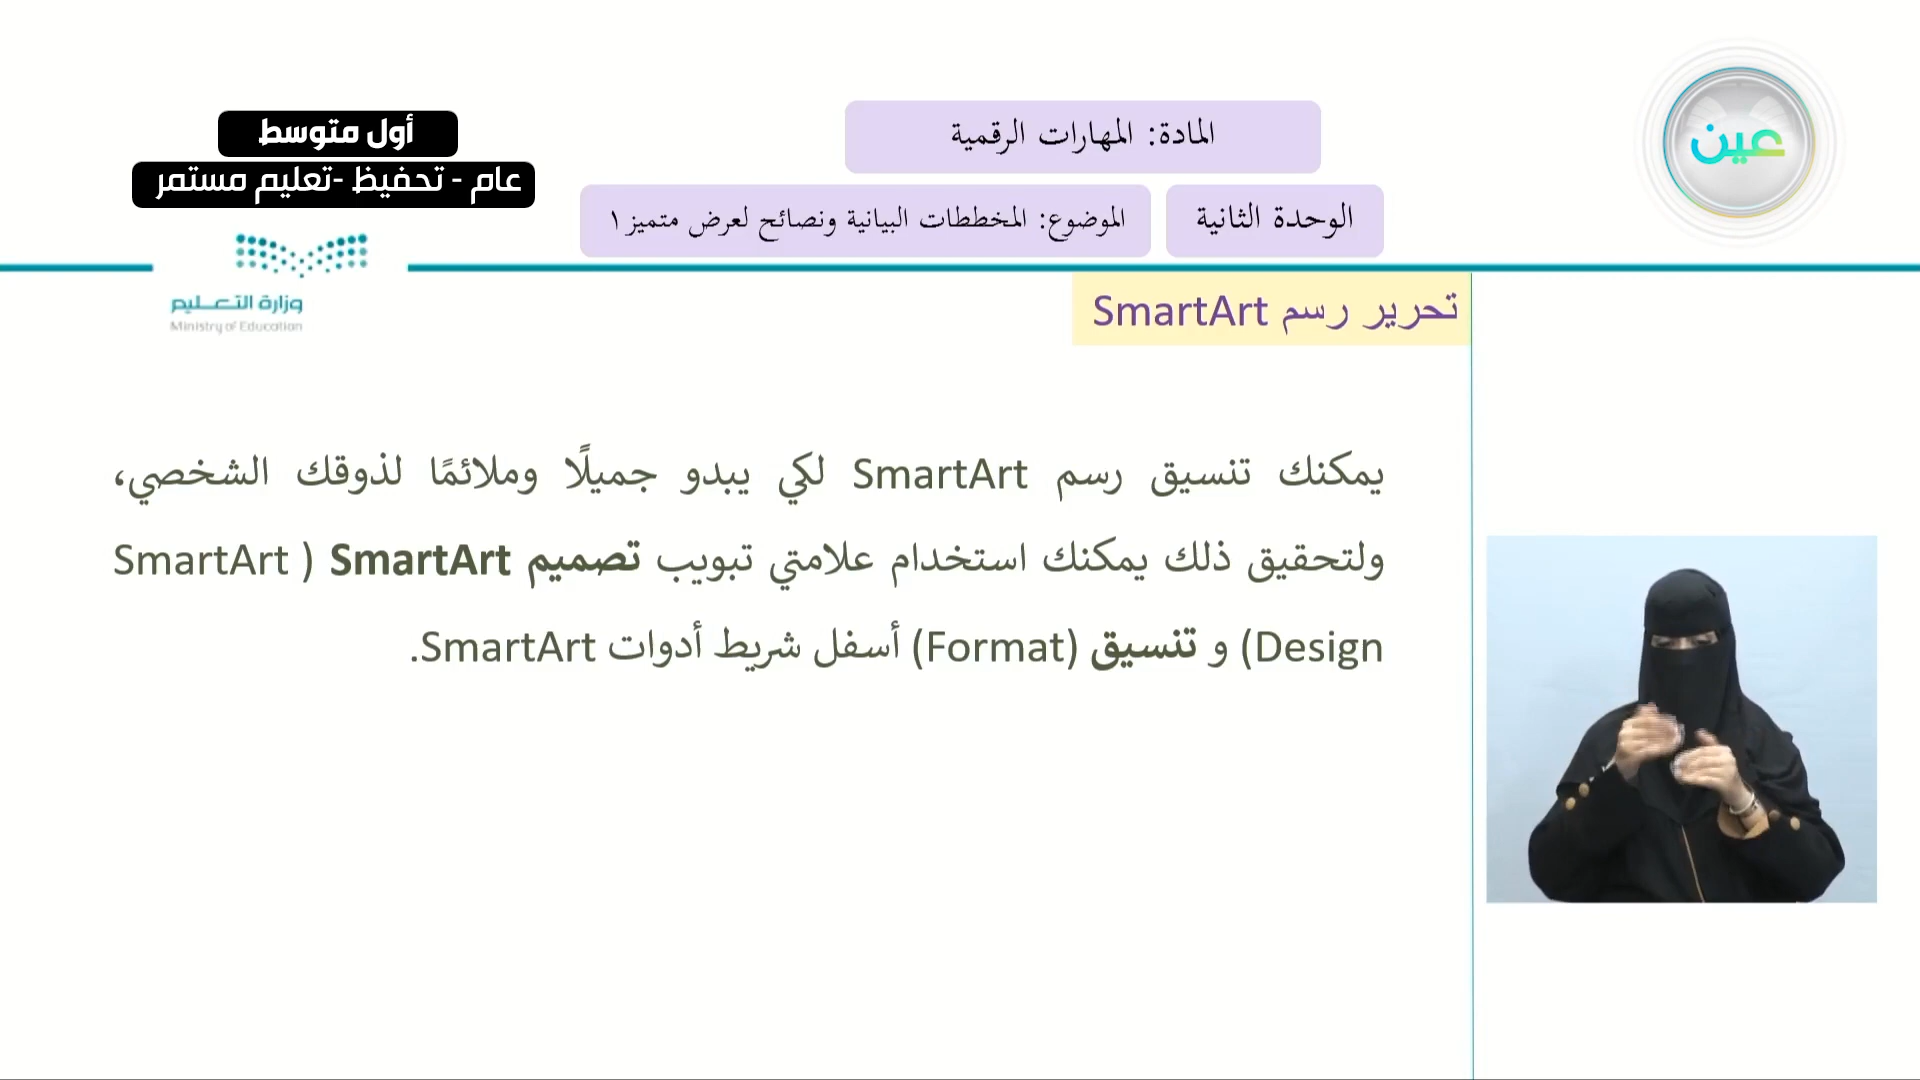 عين
المادة: المهارات الرقمية
الوحدة الثانية
الموضوع: المخططات البيانية ونصائح لعرض متميز ١
أول متوسط
عام - تحفيظ -تعليم مستمر
وزارة التعـليم
Ministry of Education
تحرير رسم SmartArt
يمكنك تنسيق رسم SmartArt لكي يبدو جميلًا وملائمًا لذوقك الشخصي،
ولتحقيق ذلك يمكنك استخدام علامتي تبويب تصميم SmartArt ( SmartArt
Design) و تنسيق (Format) أسفل شريط أدوات SmartArt.